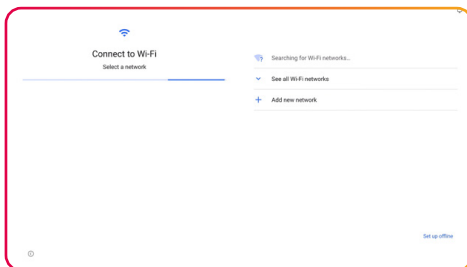 Connect to Wi-Fi
Select a network
Searching for Wi-Fi networks…
See all Wi-Fi networks
Add new network
Set up offline